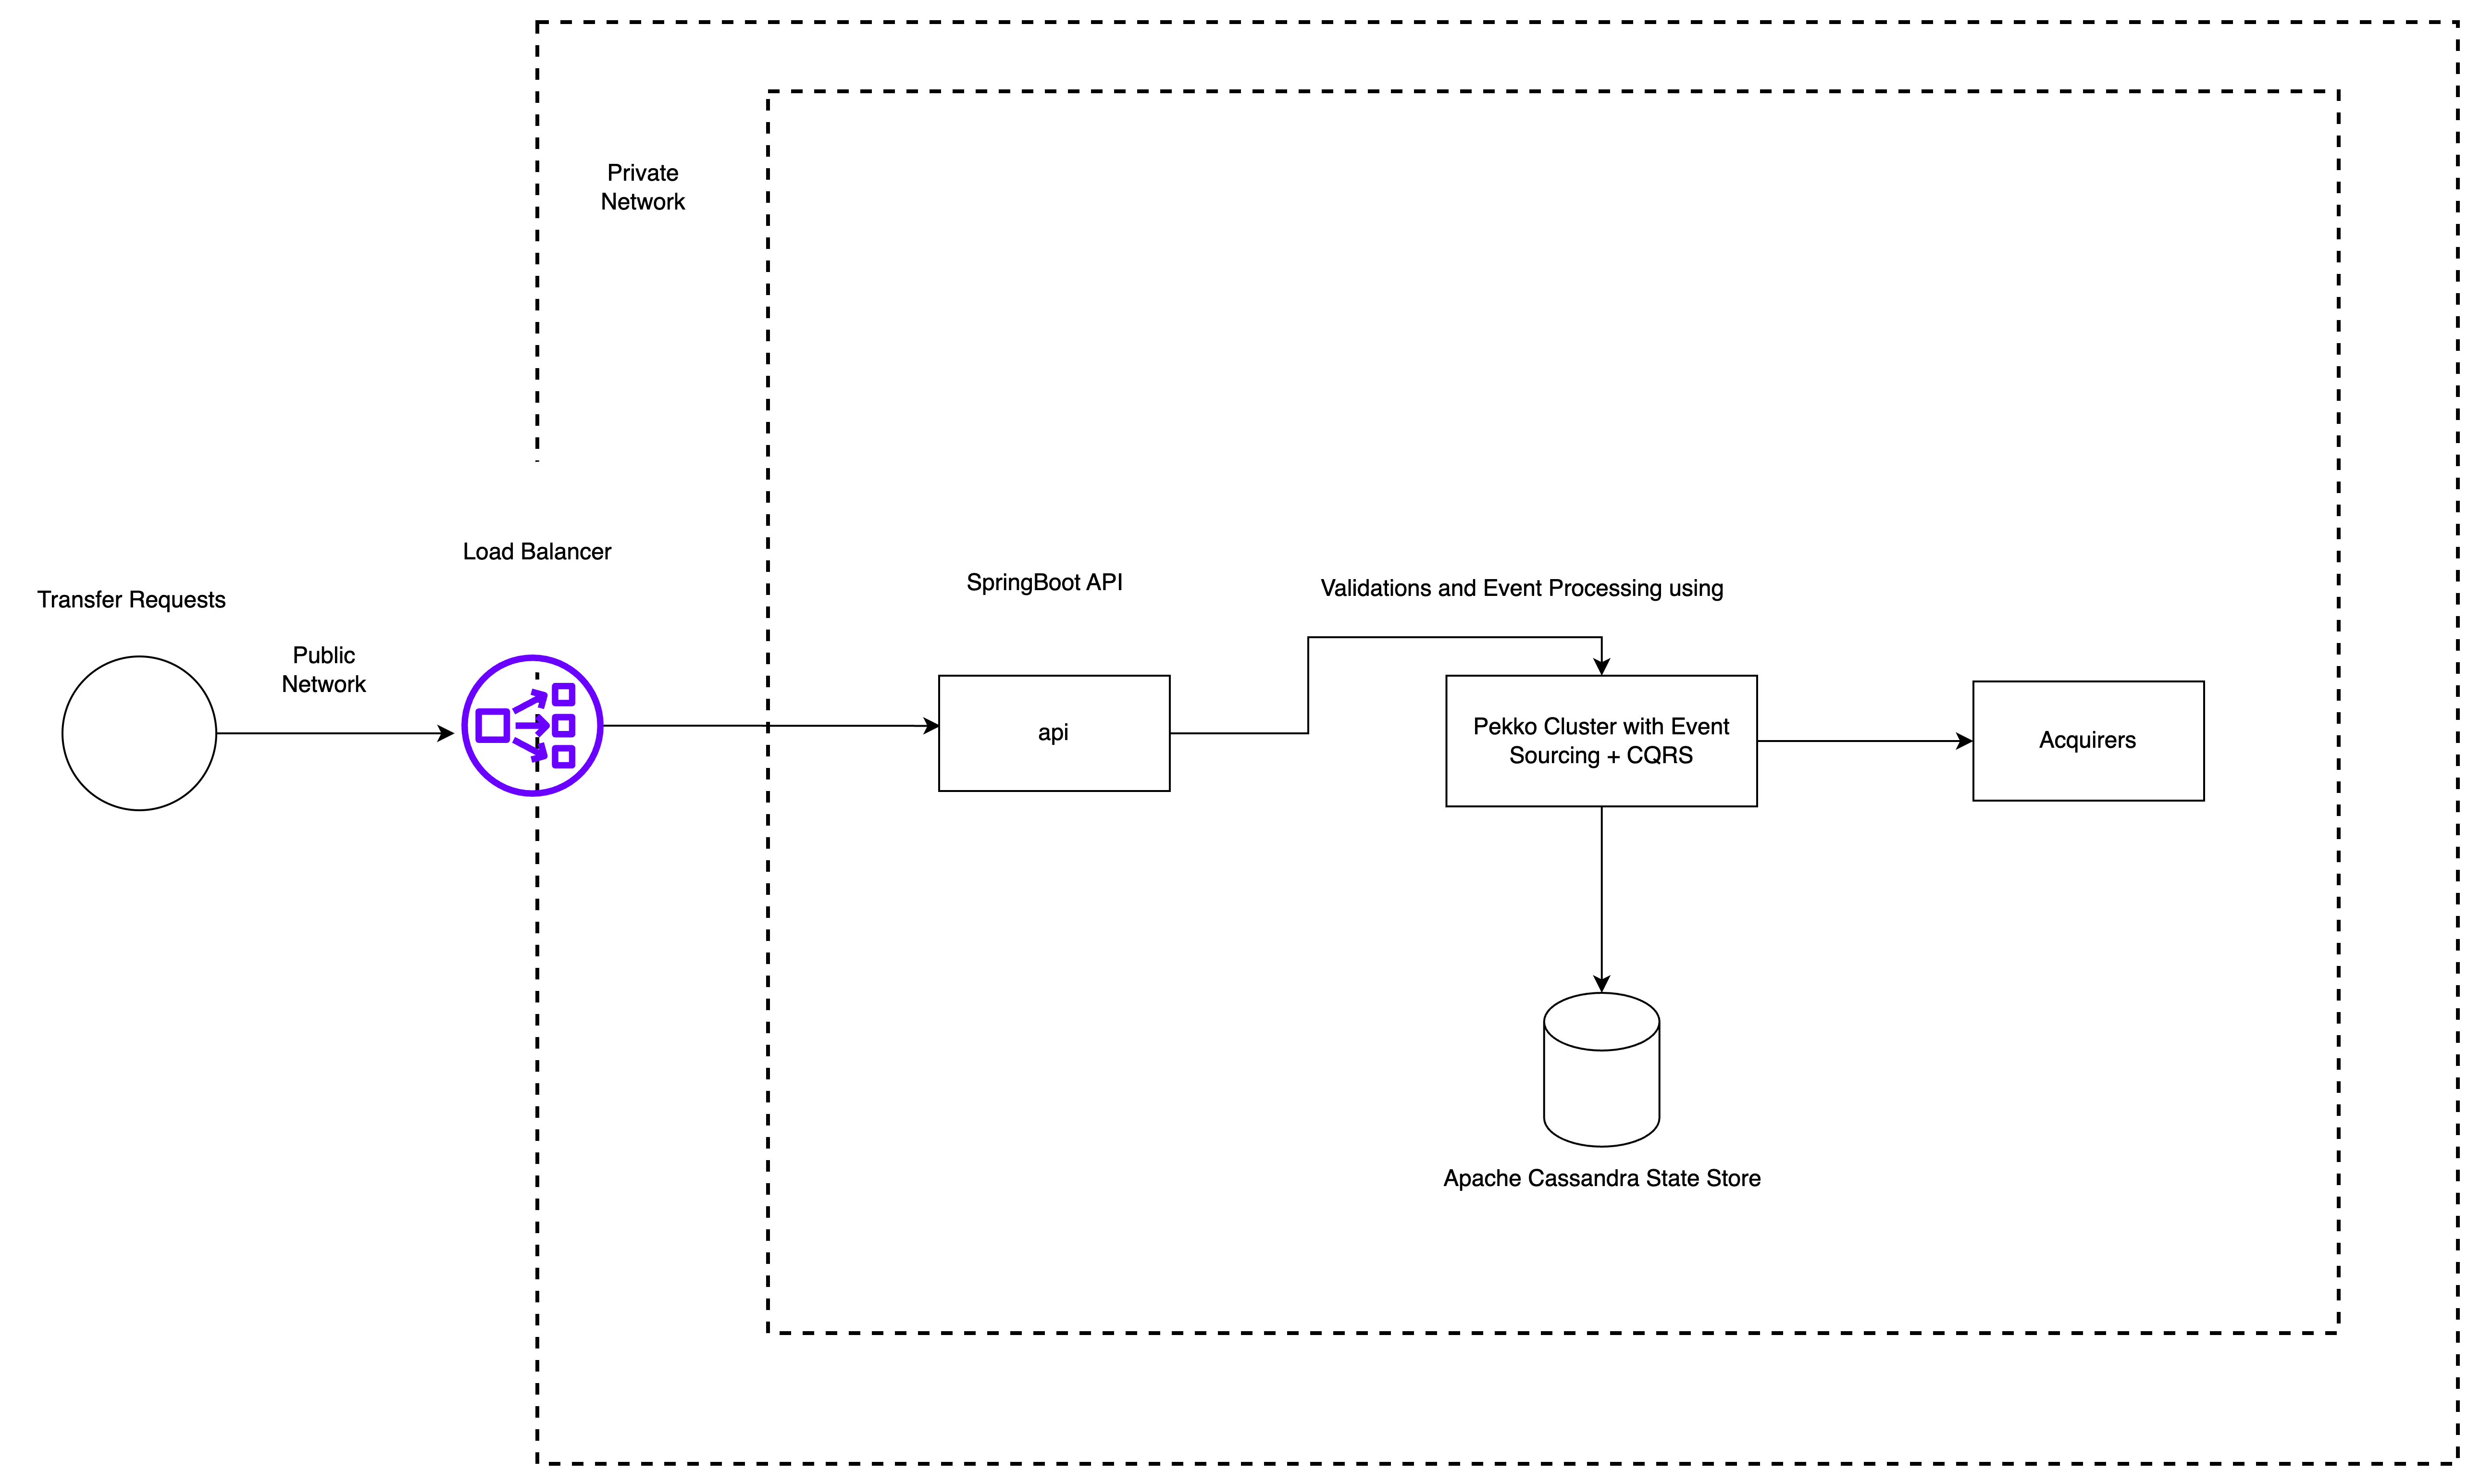 Private
Network
Load Balancer
Transfer Requests
Public
Network
SpringBoot API
Validations and Event Processing using
api
Pekko Cluster with Event
Sourcing + CQRS
Acquirers
Apache Cassandra State Store